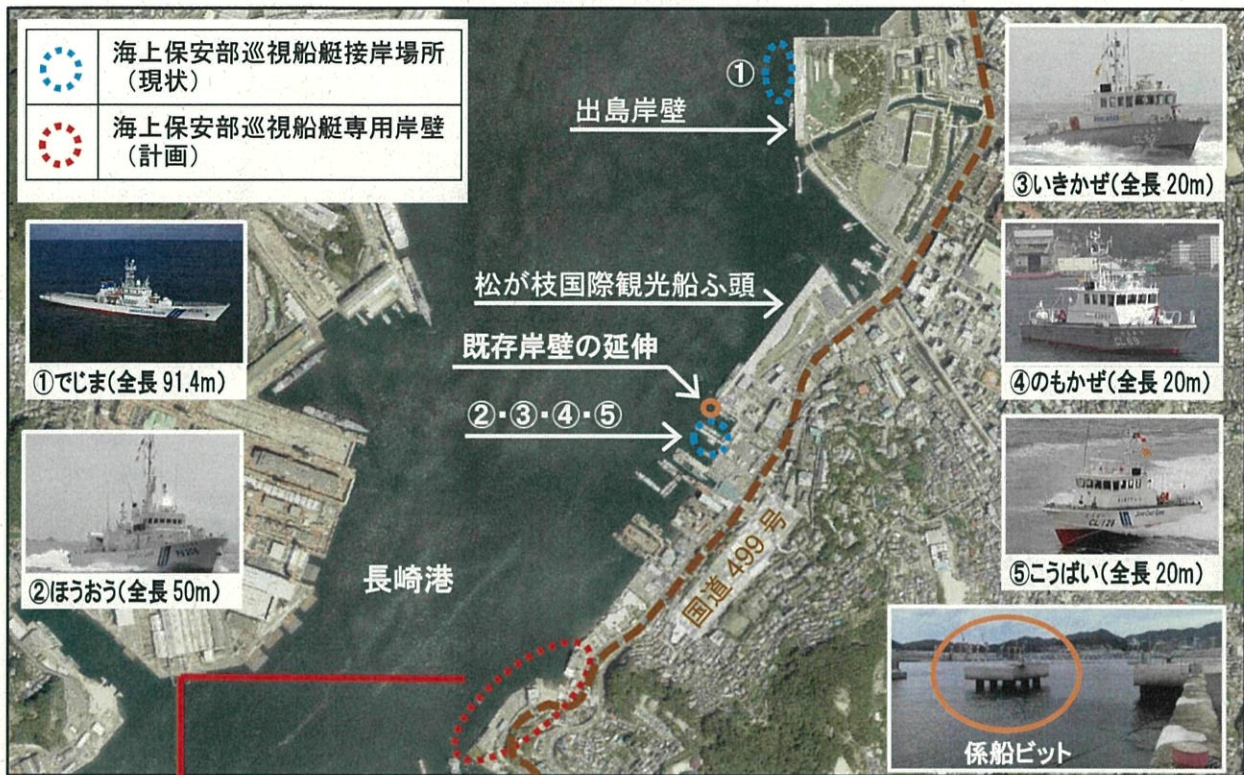 海上保安部巡視船艇接岸場所
(現状)
海上保安部巡視船艇専用岸壁
(計画)
①
出島岸壁
松が枝国際観光船ふ頭
既存岸壁の延伸
②・③・④・⑤
長崎港
国道499号
①でじま(全長 91.4m)
②ほうおう(全長 50m)
③いきかぜ(全長 20m)
④のもかぜ(全長 20m)
⑤こうばい(全長 20m)
係船ビット